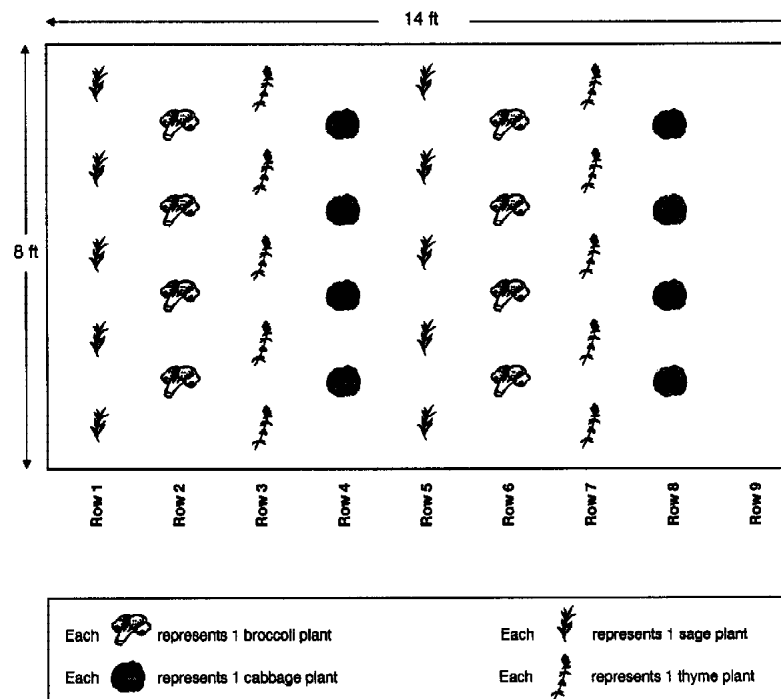 14 ft
8 ft
Row 1
Row 2
Row 3
Row 4
Row 5
Row 6
Row 7
Row 8
Row 9
Each represents 1 broccoli plant
Each represents 1 sage plant
Each represents 1 cabbage plant
Each represents 1 thyme plant